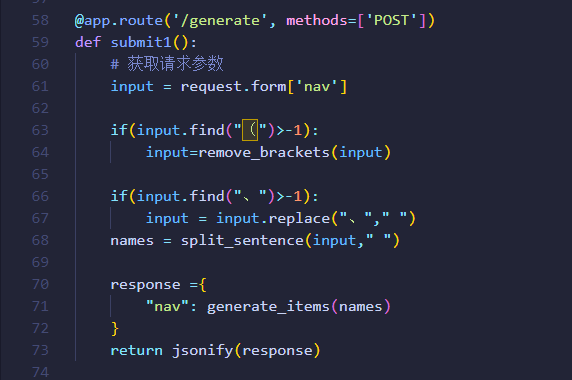 58 @app.route('/generate', methods=['POST'])
59 def submit1():
60     # 获取请求参数
61     input = request.form['nav']
62
63     if(input.find("（")>-1):
64         input=remove_brackets(input)
65
66     if(input.find("、")>-1):
67         input = input.replace("、"," ")
68     names = split_sentence(input," ")
69
70     response ={
71         "nav": generate_items(names)
72     }
73     return jsonify(response)
74